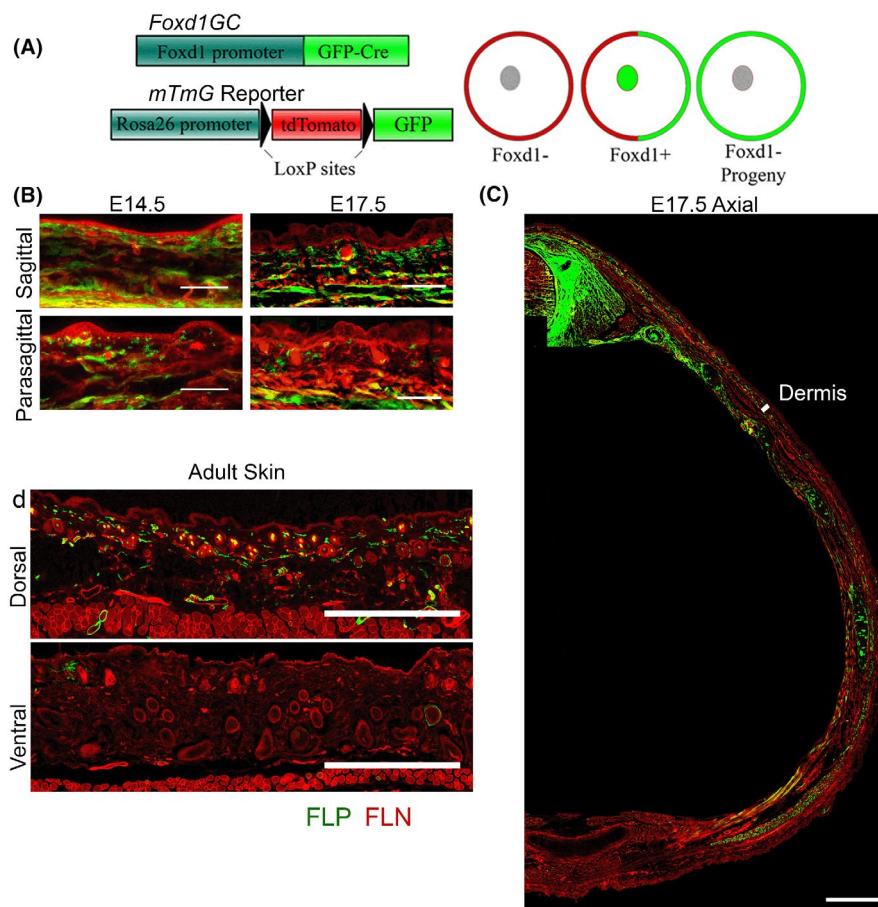 (A)
Foxd1GC
Foxd1 promoter
GFP-Cre
mTmG Reporter
Rosa26 promoter
tdTomato
GFP
LoxP sites
Foxd1-
Foxd1+
Foxd1-
Progeny
(B)
E14.5
E17.5
Sagittal
Parasagittal
(C)
E17.5 Axial
Dermis
Adult Skin
d
Dorsal
Ventral
FLP FLN